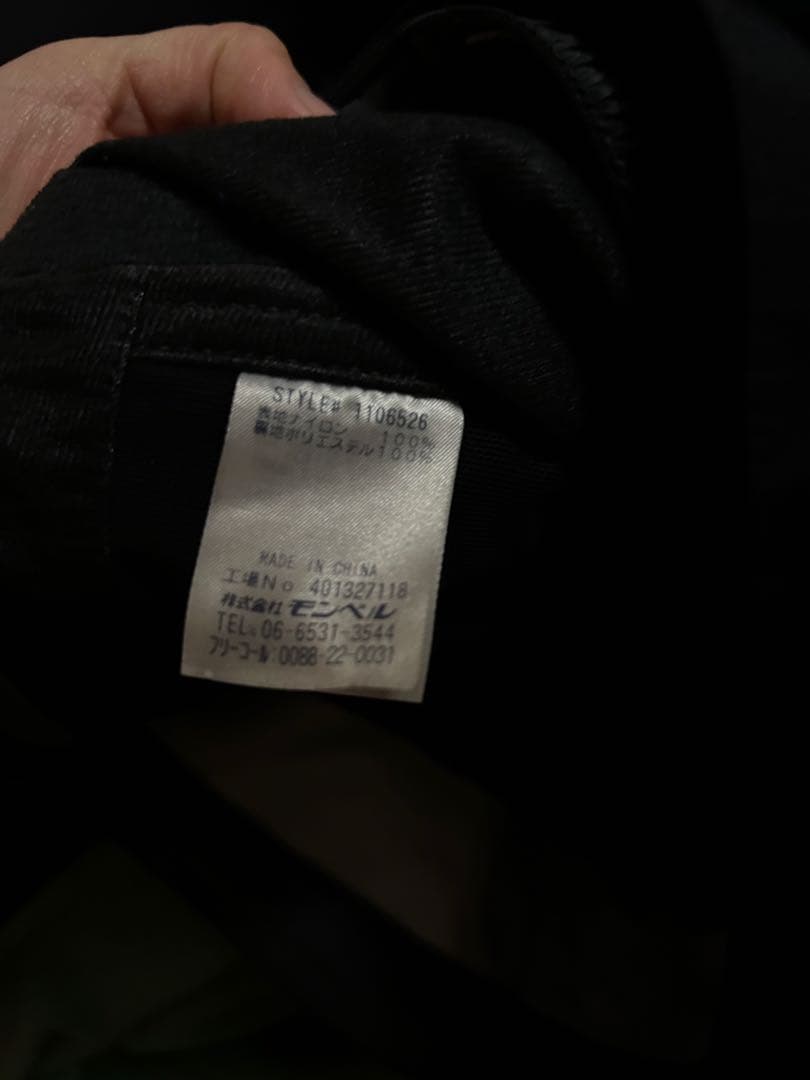 STYLE# 1106526
表地ナイロン 100%
裏地ポリエステル100%
MADE IN CHINA
工場No 401327118
株式会社 モンベル
TEL:06-6531-3544
フリーコール:0088-22-0031